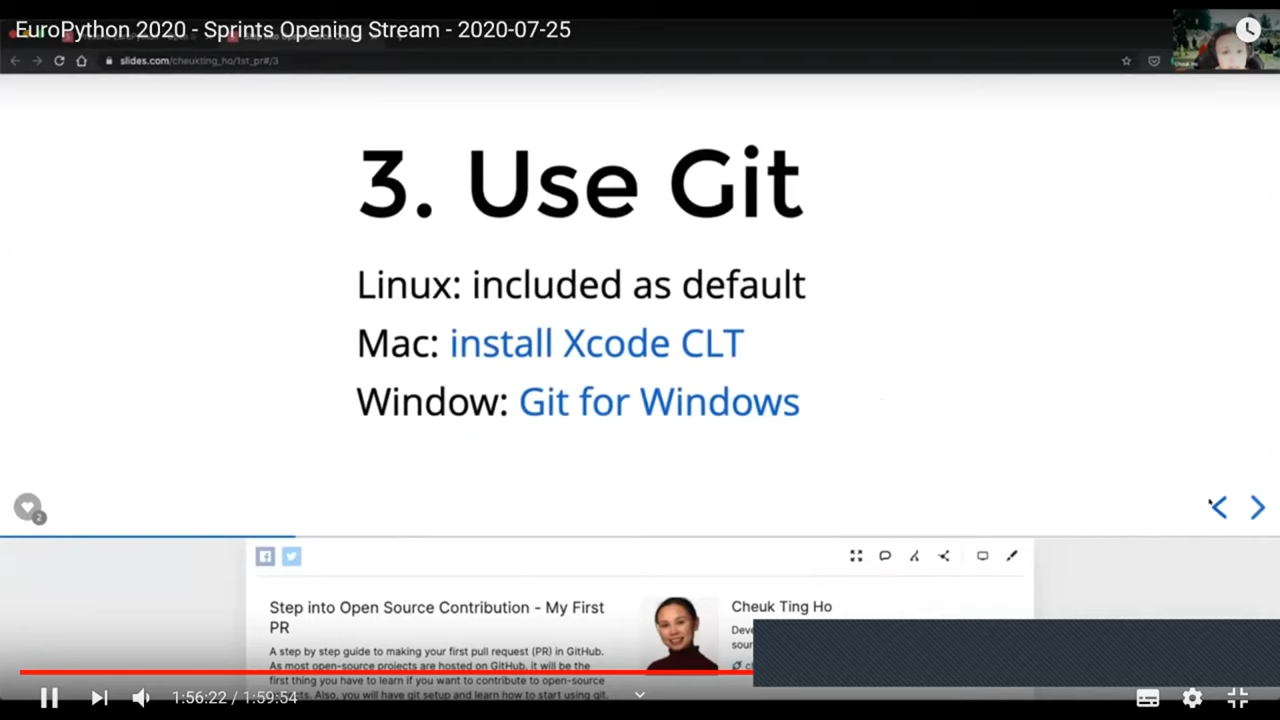 EuroPython 2020 - Sprints Opening Stream - 2020-07-25
slides.com/cheukting_ho/1st_pr#/3
Cheuk Ho
3. Use Git
Linux: included as default
Mac: install Xcode CLT
Window: Git for Windows
2
Step into Open Source Contribution - My First
PR
A step by step guide to making your first pull request (PR) in GitHub.
As most open-source projects are hosted on GitHub, it will be the
first thing you have to learn if you want to contribute to open-source
Also, you will have git setup and learn how to start using git.
Cheuk Ting Ho
1:56:22 / 1:59:54